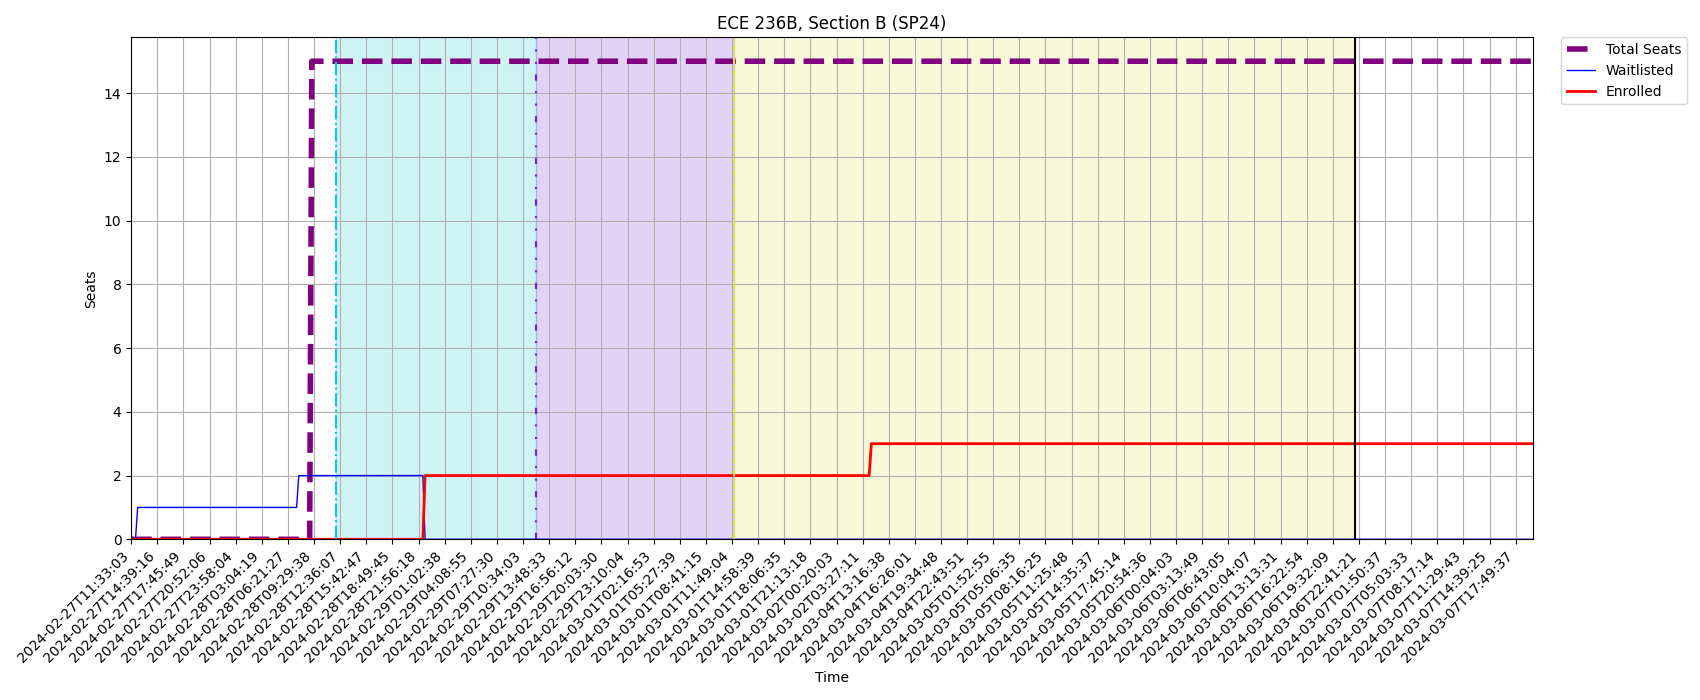 ECE 236B, Section B (SP24)
Total Seats
Waitlisted
Enrolled
Seats
14
12
10
8
6
4
2
0
2024-02-27T11:33:03
2024-02-27T14:39:16
2024-02-27T17:45:49
2024-02-27T20:52:06
2024-02-27T23:58:04
2024-02-28T03:04:19
2024-02-28T06:21:27
2024-02-28T09:29:38
2024-02-28T12:36:07
2024-02-28T15:42:47
2024-02-28T18:49:45
2024-02-28T21:56:18
2024-02-29T01:02:38
2024-02-29T04:08:55
2024-02-29T07:27:30
2024-02-29T10:34:03
2024-02-29T13:48:33
2024-02-29T16:56:12
2024-02-29T20:03:30
2024-02-29T23:10:04
2024-03-01T02:16:53
2024-03-01T05:27:39
2024-03-01T08:41:15
2024-03-01T11:49:04
2024-03-01T14:58:39
2024-03-01T18:06:35
2024-03-01T21:13:18
2024-03-02T00:20:03
2024-03-02T03:27:11
2024-03-04T13:16:38
2024-03-04T16:26:01
2024-03-04T19:34:48
2024-03-04T22:43:51
2024-03-05T01:52:55
2024-03-05T05:06:35
2024-03-05T08:16:25
2024-03-05T11:25:48
2024-03-05T14:35:37
2024-03-05T17:45:14
2024-03-05T20:54:36
2024-03-06T00:04:03
2024-03-06T03:13:49
2024-03-06T06:43:05
2024-03-06T10:04:07
2024-03-06T13:13:31
2024-03-06T16:22:54
2024-03-06T19:32:09
2024-03-06T22:41:21
2024-03-07T01:50:37
2024-03-07T05:03:33
2024-03-07T08:17:14
2024-03-07T11:29:43
2024-03-07T14:39:25
2024-03-07T17:49:37
Time